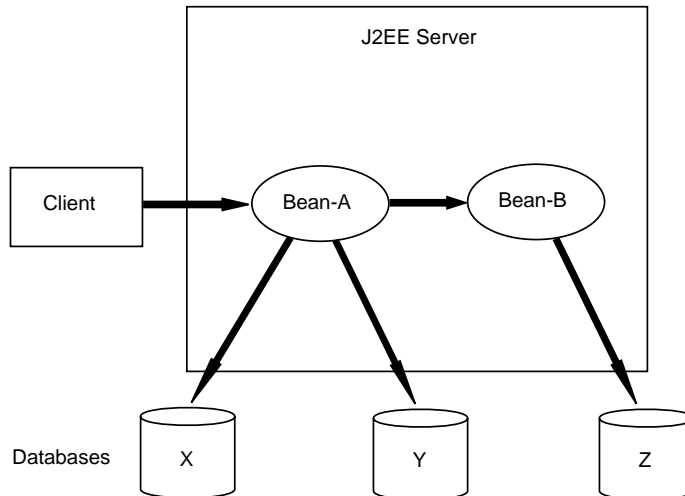 J2EE Server
Client
Bean-A
Bean-B
Databases
X
Y
Z